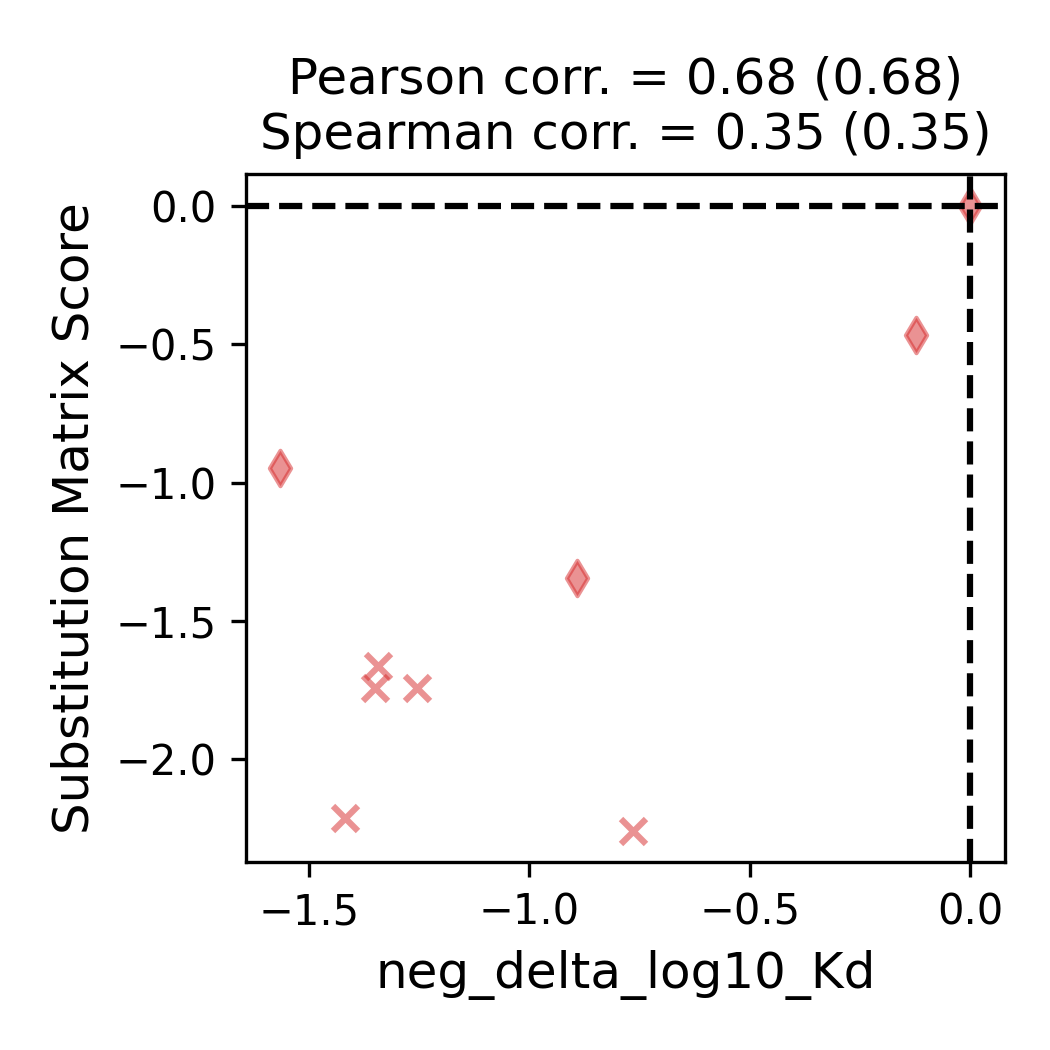 Pearson corr. = 0.68 (0.68)
Spearman corr. = 0.35 (0.35)
Substitution Matrix Score
0.0
−0.5
−1.0
−1.5
−2.0
−1.5 −1.0 −0.5 0.0
neg_delta_log10_Kd